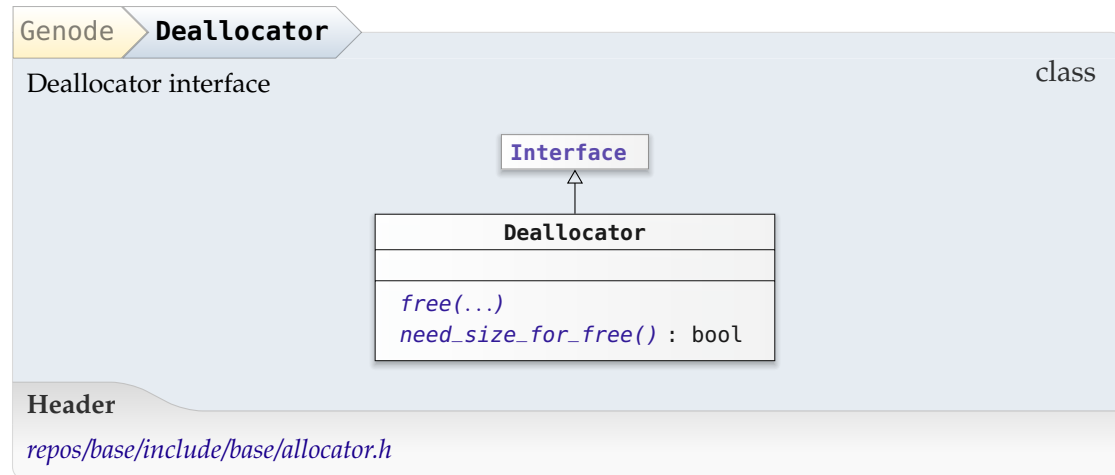 Genode Deallocator
Deallocator interface
class
Interface
Deallocator
free(...)
need_size_for_free() : bool
Header
repos/base/include/base/allocator.h